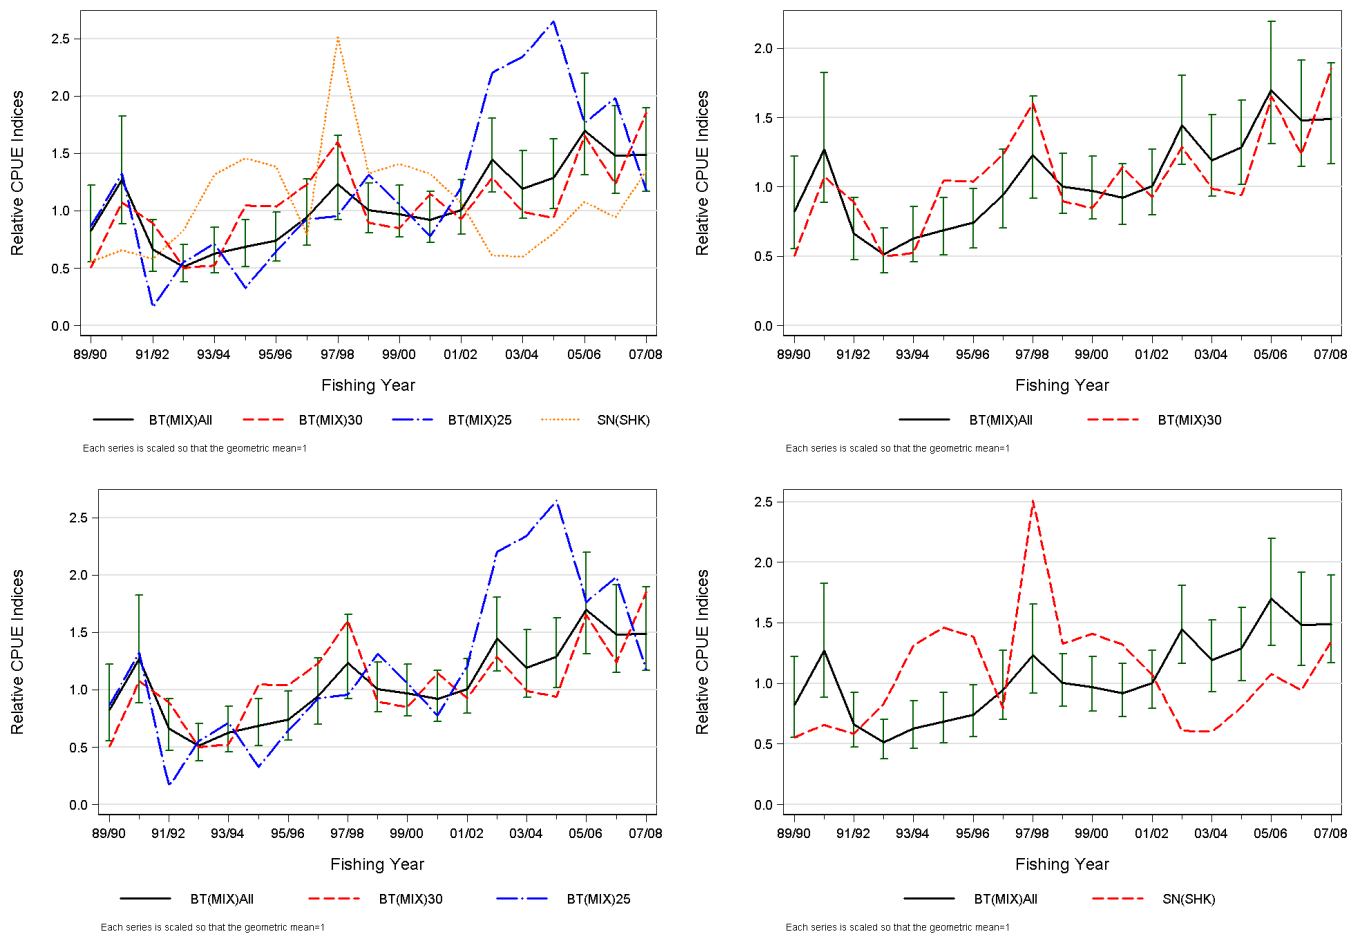 Relative CPUE Indices
2.5
2.0
1.5
1.0
0.5
0.0
89/90 91/92 93/94 95/96 97/98 99/00 01/02 03/04 05/06 07/08
Fishing Year
BT(MIX)All BT(MIX)30 BT(MIX)25 SN(SHK)
Each series is scaled so that the geometric mean=1
Relative CPUE Indices
2.0
1.5
1.0
0.5
0.0
89/90 91/92 93/94 95/96 97/98 99/00 01/02 03/04 05/06 07/08
Fishing Year
BT(MIX)All BT(MIX)30
Each series is scaled so that the geometric mean=1
Relative CPUE Indices
2.5
2.0
1.5
1.0
0.5
0.0
89/90 91/92 93/94 95/96 97/98 99/00 01/02 03/04 05/06 07/08
Fishing Year
BT(MIX)All BT(MIX)30 BT(MIX)25
Each series is scaled so that the geometric mean=1
Relative CPUE Indices
2.5
2.0
1.5
1.0
0.5
0.0
89/90 91/92 93/94 95/96 97/98 99/00 01/02 03/04 05/06 07/08
Fishing Year
BT(MIX)All SN(SHK)
Each series is scaled so that the geometric mean=1